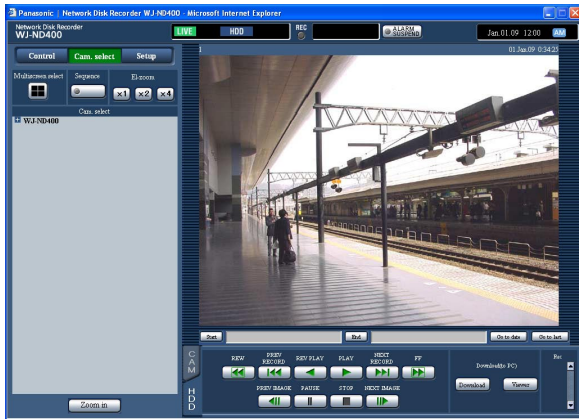 Panasonic | Network Disk Recorder WJ-ND400 - Microsoft Internet Explorer
Network Disk Recorder
WJ-ND400
LIVE HDD REC ALARM SUSPEND Jan.01.09 12:00 AM
Control Cam. select Setup
Multiscreen select Sequence El-zoom
x1 x2 x4
Cam. select
WJ-ND400
1 01.Jan.09 0:34:25
Start End Go to date Go to last
CAM
HDD
REW PREV RECORD REV PLAY PLAY NEXT RECORD FF
PREV IMAGE PAUSE STOP NEXT IMAGE
Download(to PC)
Download Viewer
Rec
Zoom in